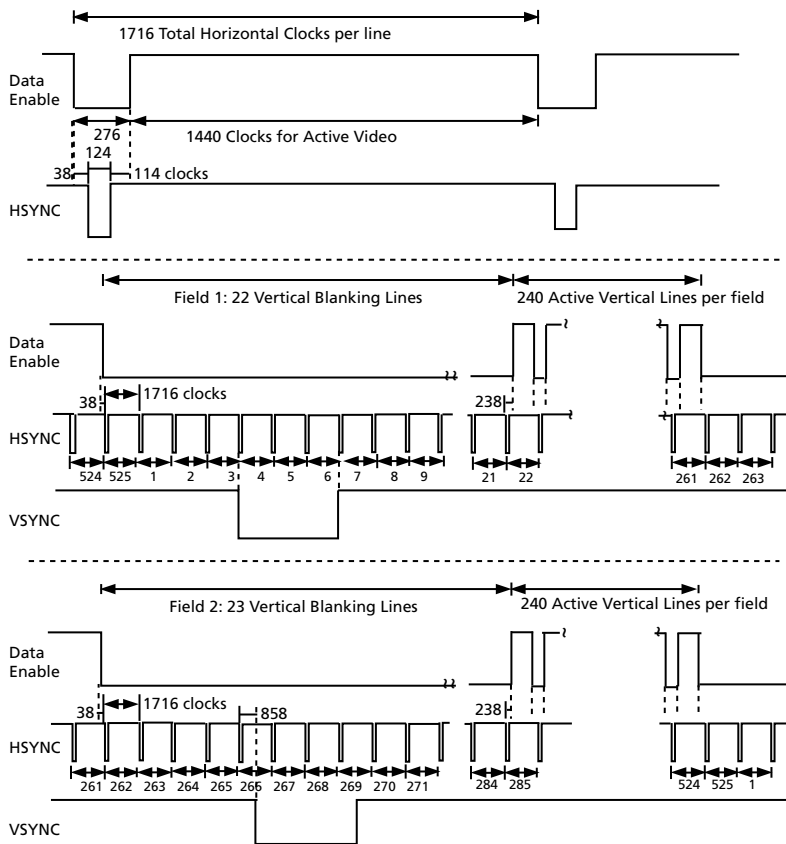 1716 Total Horizontal Clocks per line
Data
Enable
276
1440 Clocks for Active Video
124
38
114 clocks
HSYNC
Field 1: 22 Vertical Blanking Lines
240 Active Vertical Lines per field
Data
Enable
1716 clocks
38
238
HSYNC
524 525 1 2 3 4 5 6 7 8 9 21 22 261 262 263
VSYNC
Field 2: 23 Vertical Blanking Lines
240 Active Vertical Lines per field
Data
Enable
1716 clocks
38
858
238
HSYNC
261 262 263 264 265 266 267 268 269 270 271 284 285 524 525 1
VSYNC